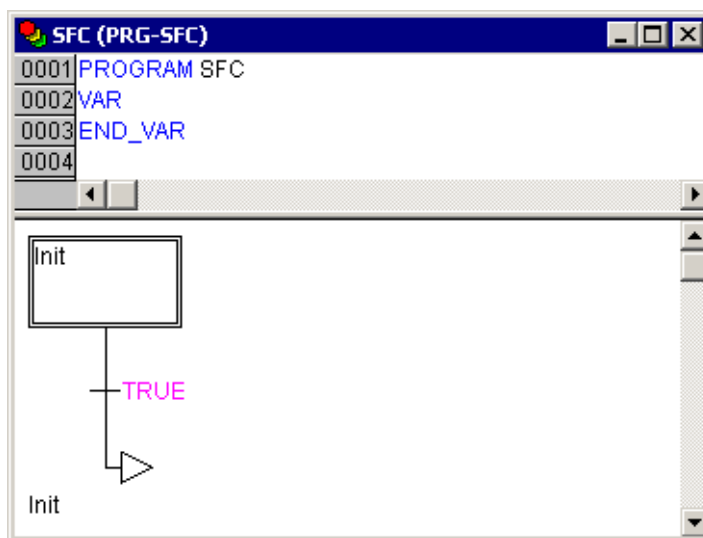 SFC (PRG-SFC)
0001 PROGRAM SFC
0002 VAR
0003 END_VAR
0004
Init
TRUE
Init